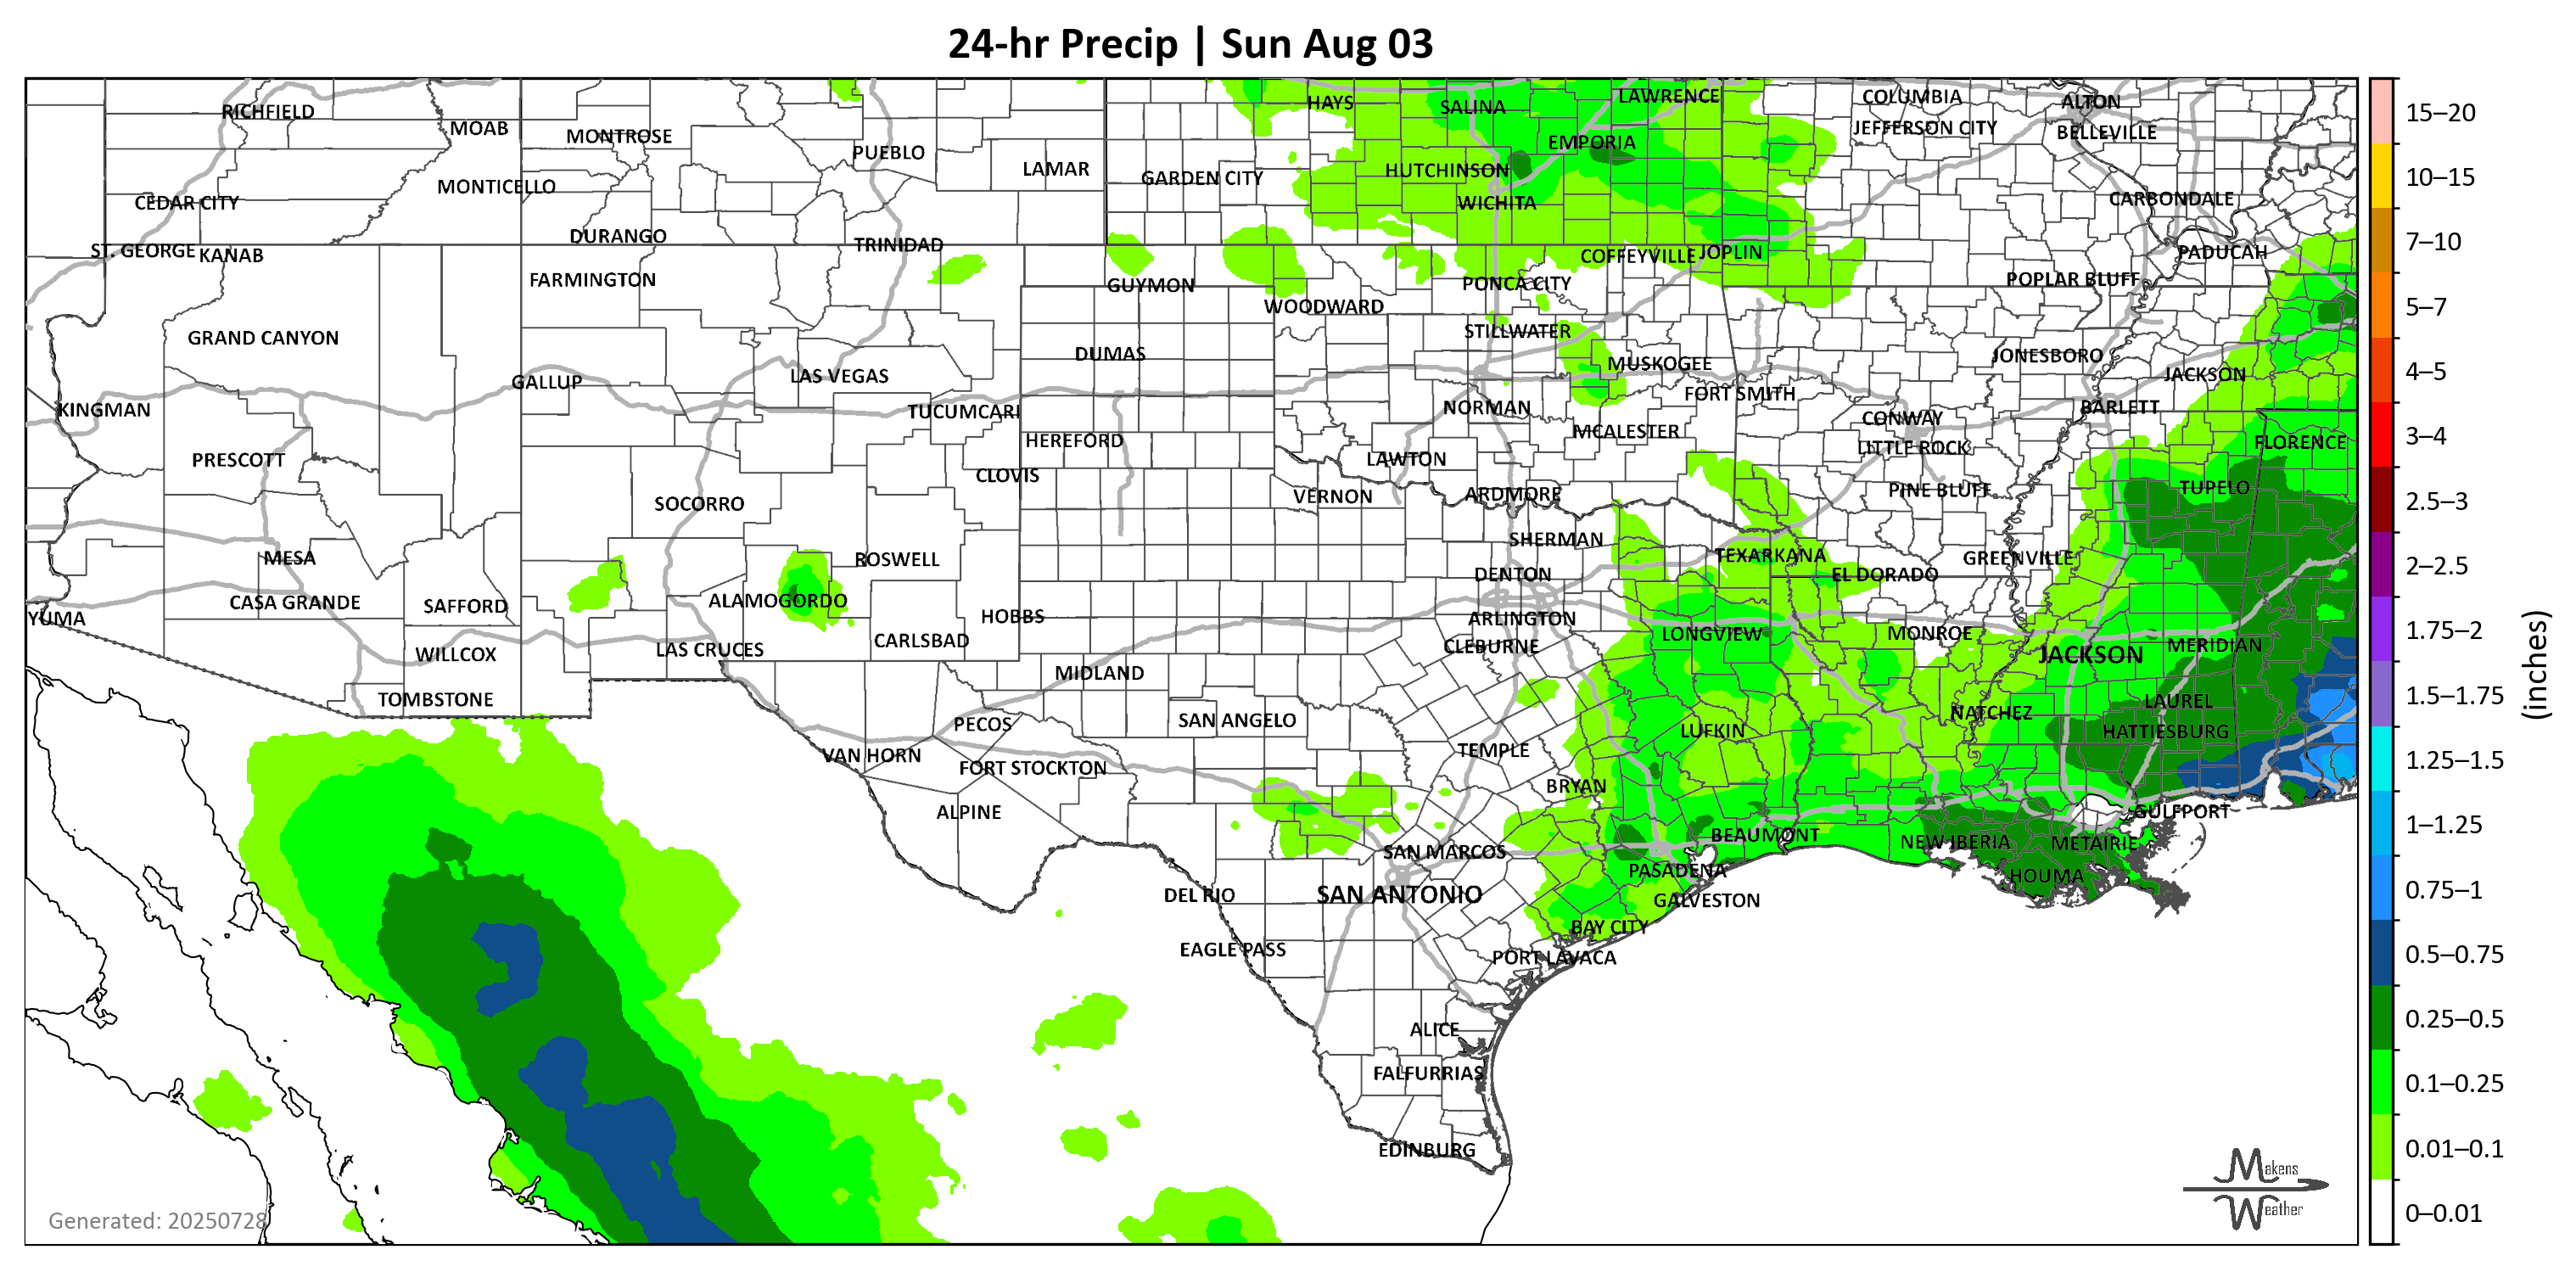 24-hr Precip | Sun Aug 03
RICHFIELD
MOAB
MONTROSE
PUEBLO
LAMAR
GARDEN CITY
HAYS
SALINA
LAWRENCE
EMPORIA
HUTCHINSON
WICHITA
COLUMBIA
JEFFERSON CITY
ALTON
BELLEVILLE
CARBONDALE
CEDAR CITY
MONTICELLO
ST. GEORGE
KANAB
DURANGO
TRINIDAD
FARMINGTON
GUYMON
WOODWARD
PONCA CITY
COFFEYVILLE
JOPLIN
POPLAR BLUFF
PADUCAH
GRAND CANYON
DUMAS
STILLWATER
MUSKOGEE
JONESBORO
JACKSON
KINGMAN
GALLUP
LAS VEGAS
TUCUMCARI
NORMAN
FORT SMITH
CONWAY
BARLETT
PRESCOTT
HEREFORD
CLOVIS
LAWTON
MCALESTER
LITTLE ROCK
FLORENCE
SOCORRO
VERNON
ARDMORE
PINE BLUFF
TUPELO
MESA
ROSWELL
SHERMAN
TEXARKANA
GREENVILLE
YUMA
CASA GRANDE
SAFFORD
ALAMOGORDO
HOBBS
DENTON
ARLINGTON
EL DORADO
WILLCOX
LAS CRUCES
CARLSBAD
CLEBURNE
LONGVIEW
MONROE
JACKSON
MERIDIAN
TOMBSTONE
MIDLAND
PECOS
SAN ANGELO
LUFKIN
NATCHEZ
LAUREL
HATTIESBURG
VAN HORN
FORT STOCKTON
TEMPLE
BRYAN
ALPINE
SAN MARCOS
BEAUMONT
NEW IBERIA
METAIRIE
GULFPORT
DEL RIO
SAN ANTONIO
PASADENA
GALVESTON
HOUMA
EAGLE PASS
BAY CITY
PORT LAVACA
ALICE
FALFURRIAS
EDINBURG
15–20
10–15
7–10
5–7
4–5
3–4
2.5–3
2–2.5
1.75–2
1.5–1.75
1.25–1.5
1–1.25
0.75–1
0.5–0.75
0.25–0.5
0.1–0.25
0.01–0.1
0–0.01
(inches)
Makens
Weather
Generated: 20250728